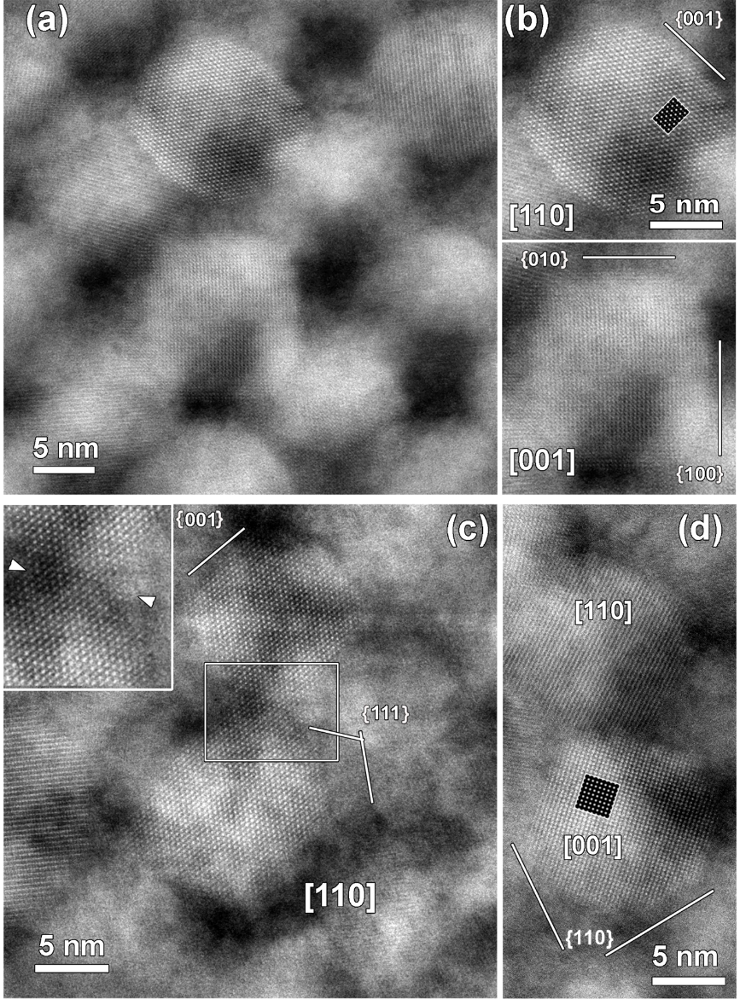 (a)
5 nm
(b)
{001}
[110]
5 nm
{010}
[001]
{100}
{001}
(c)
{111}
[110]
5 nm
(d)
[110]
[001]
{110}
5 nm